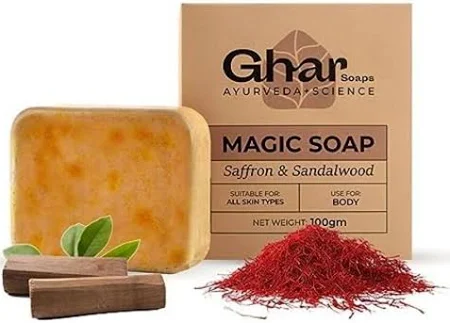 Ghar Soaps
AYURVEDA+SCIENCE
MAGIC SOAP
Saffron & Sandalwood
SUITABLE FOR:
ALL SKIN TYPES
USE FOR:
BODY
NET WEIGHT: 100gm